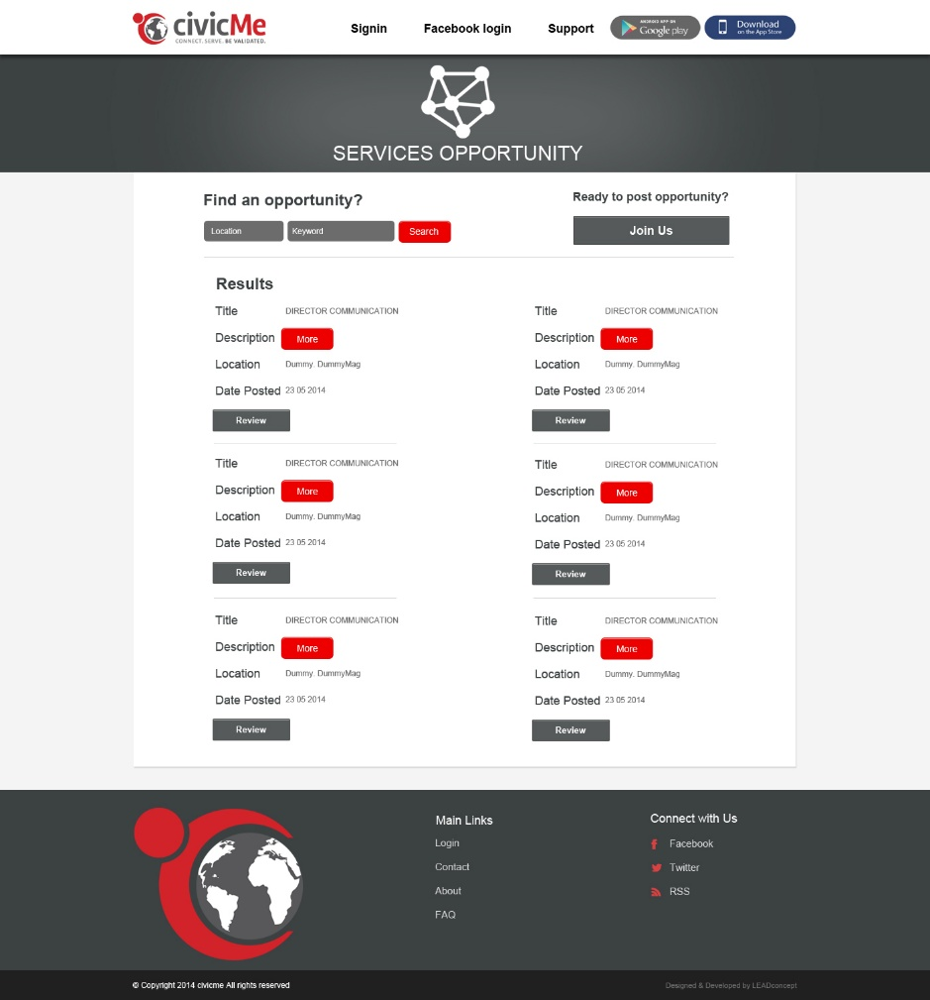 civicMe
CONNECT. SERVE. BE VALIDATED.
Signin
Facebook login
Support
ANDROID APP ON
Google play
Download
on the App Store
SERVICES OPPORTUNITY
Find an opportunity?
Location
Keyword
Search
Ready to post opportunity?
Join Us
Results
Title DIRECTOR COMMUNICATION
Description More
Location Dummy. DummyMag
Date Posted 23 05 2014
Review
Title DIRECTOR COMMUNICATION
Description More
Location Dummy. DummyMag
Date Posted 23 05 2014
Review
Title DIRECTOR COMMUNICATION
Description More
Location Dummy. DummyMag
Date Posted 23 05 2014
Review
Title DIRECTOR COMMUNICATION
Description More
Location Dummy. DummyMag
Date Posted 23 05 2014
Review
Title DIRECTOR COMMUNICATION
Description More
Location Dummy. DummyMag
Date Posted 23 05 2014
Review
Title DIRECTOR COMMUNICATION
Description More
Location Dummy. DummyMag
Date Posted 23 05 2014
Review
Main Links
Login
Contact
About
FAQ
Connect with Us
Facebook
Twitter
RSS
© Copyright 2014 civicme All rights reserved
Designed & Developed by LEADconcept